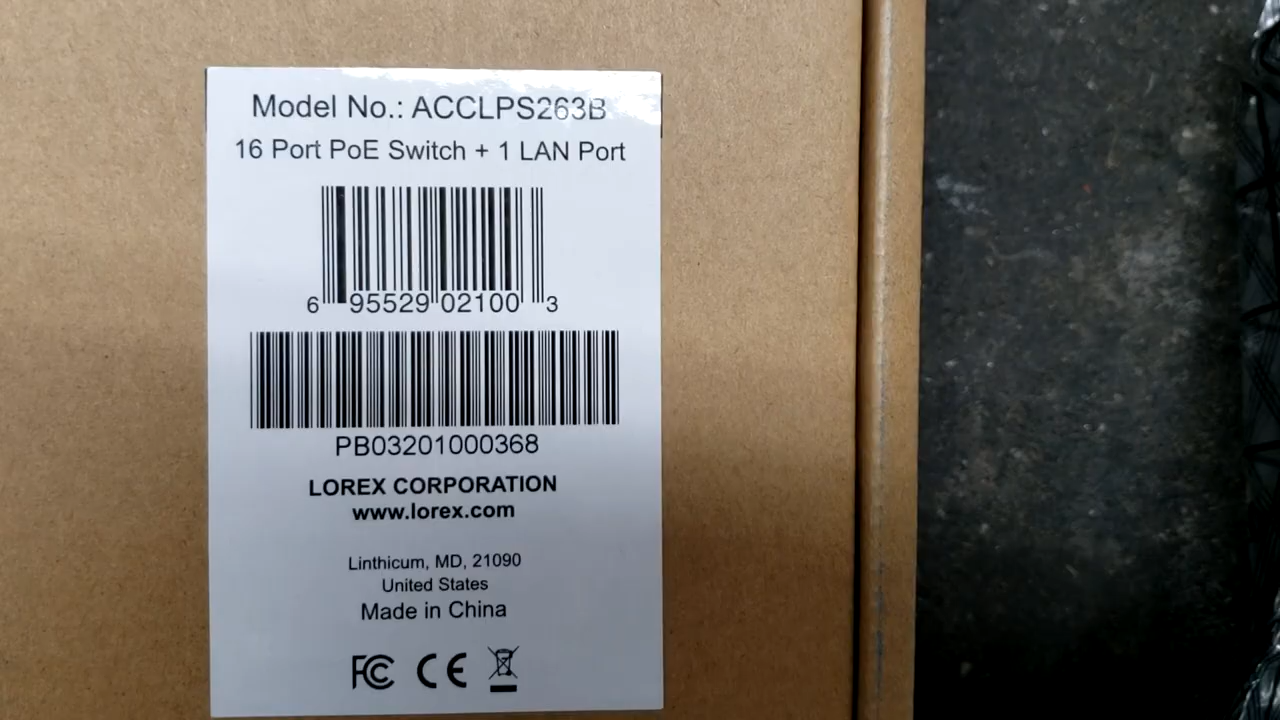 Model No.: ACCLPS263B
16 Port PoE Switch + 1 LAN Port
6 95529 02100 3
PB03201000368
LOREX CORPORATION
www.lorex.com
Linthicum, MD, 21090
United States
Made in China
FC CE